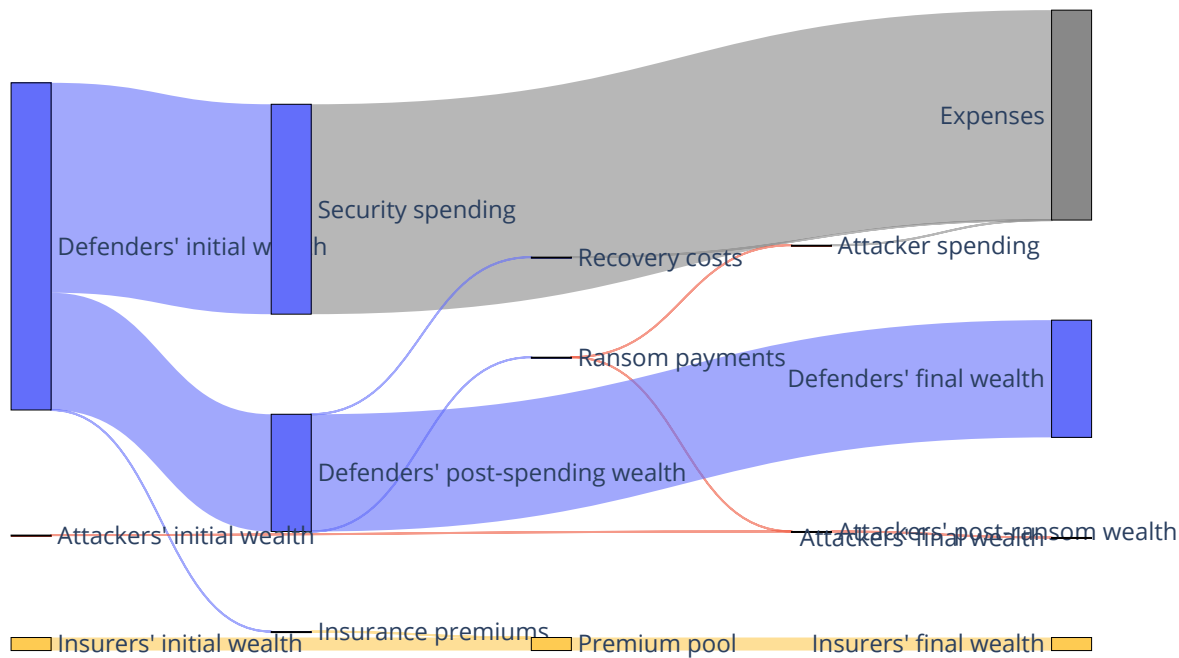 Expenses
Security spending
Defenders' initial wealth
Attacker spending
Recovery costs
Ransom payments
Defenders' final wealth
Defenders' post-spending wealth
Attackers' initial wealth
Attackers' post-ransom wealth
Attackers' final wealth
Insurance premiums
Insurers' initial wealth
Premium pool
Insurers' final wealth